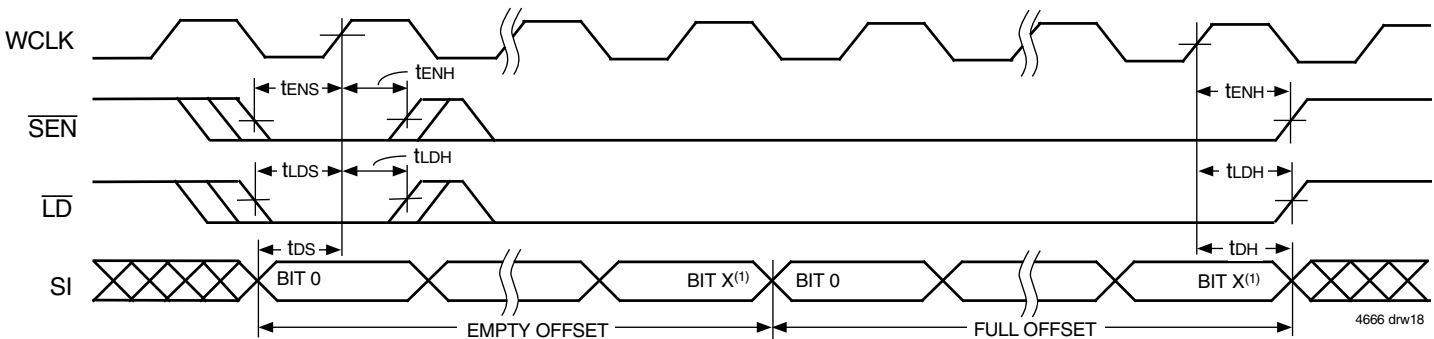 WCLK
tENS
tENH
tENH
SEN
tLDS
tLDH
tLDH
LD
tDS
tDH
SI
BIT 0
BIT X(1)
BIT 0
BIT X(1)
EMPTY OFFSET
FULL OFFSET
4666 drw18